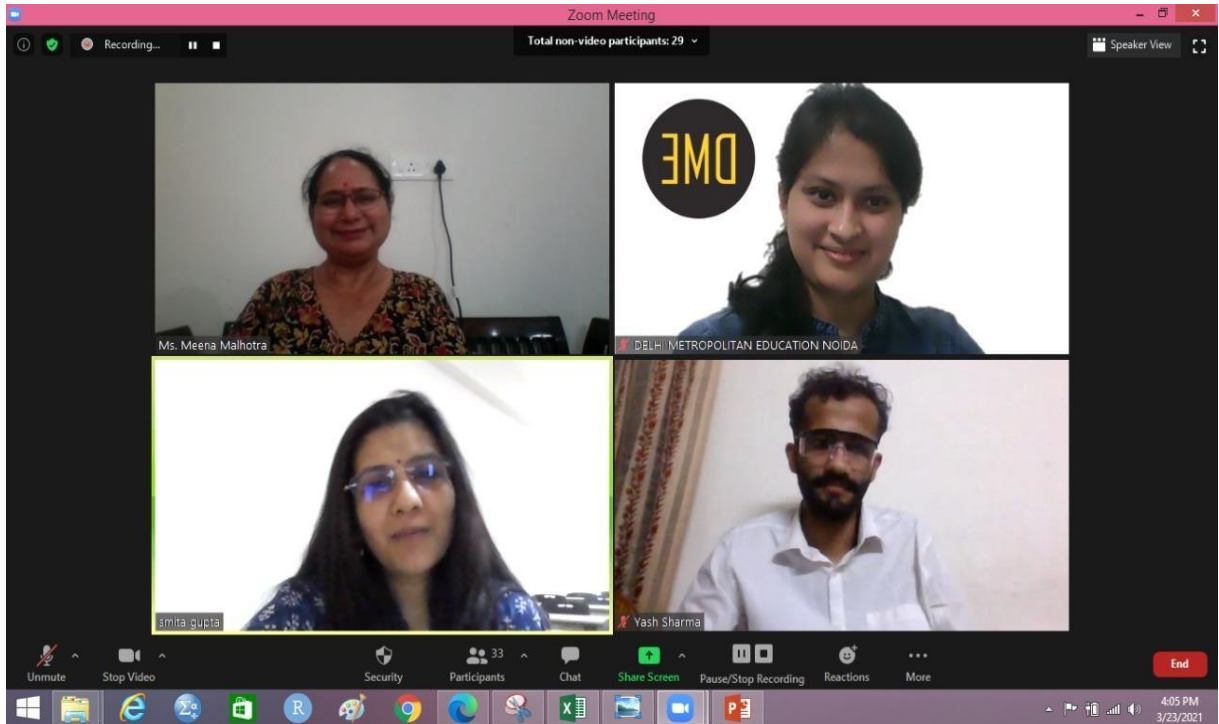 Zoom Meeting
Recording...
Total non-video participants: 29
Speaker View
DME
Ms. Meena Malhotra
DELHI METROPOLITAN EDUCATION NOIDA
smita gupta
Yash Sharma
Unmute
Stop Video
Security
33
Participants
Chat
Share Screen
Pause/Stop Recording
Reactions
More
End
4:05 PM
3/23/2021